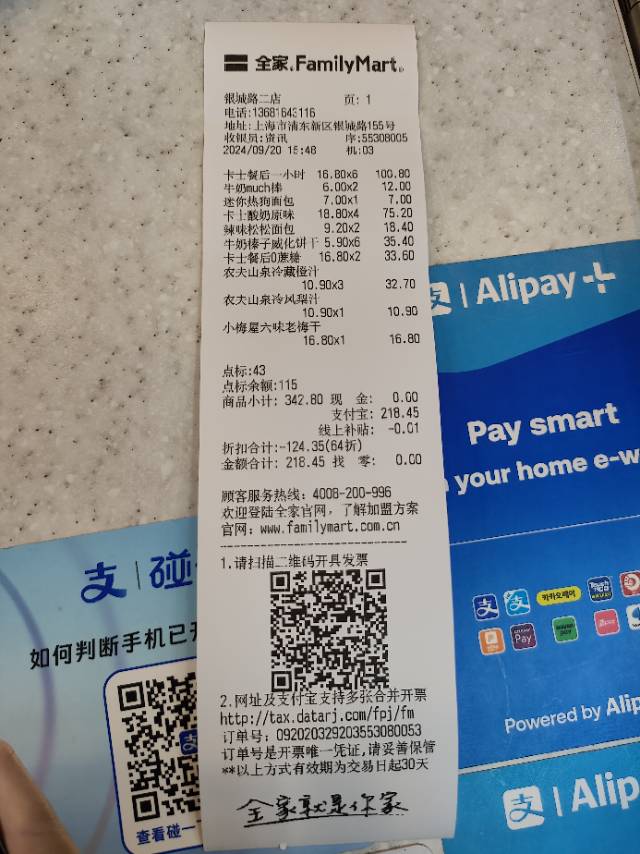 全家.FamilyMart
银城路二店 页: 1
电话:13681643116
地址:上海市浦东新区银城路155号
收银员:资讯 序:55308005
2024/09/20 15:48 机:03
卡士餐后一小时 16.80x6 100.80
牛奶much棒 6.00x2 12.00
迷你热狗面包 7.00x1 7.00
卡士酸奶原味 18.80x4 75.20
辣味松松面包 9.20x2 18.40
牛奶榛子威化饼干 5.90x6 35.40
卡士餐后0蔗糖 16.80x2 33.60
农夫山泉冷藏橙汁
10.90x3 32.70
农夫山泉冷凤梨汁
10.90x1 10.90
小梅屋六味老梅干
16.80x1 16.80
点标:43
点标余额:115
商品小计: 342.80 现 金: 0.00
支付宝: 218.45
线上补贴: -0.01
折扣合计:-124.35(64折)
金额合计: 218.45 找 零: 0.00
顾客服务热线: 4008-200-996
欢迎登陆全家官网,了解加盟方案
官网: www.familymart.com.cn
1.请扫描二维码开具发票
2.网址及支付宝支持多张合并开票
http://tax.datarj.com/fpj/fm
订单号: 092020329203553080053
订单号是开票唯一凭证,请妥善保管
**以上方式有效期为交易日起30天
全家就是你家
支 | Alipay+
Pay smart
your home e-w
Pay
Powered by Alip
支 | Alip
支 | 碰
如何判断手机已
查看碰一